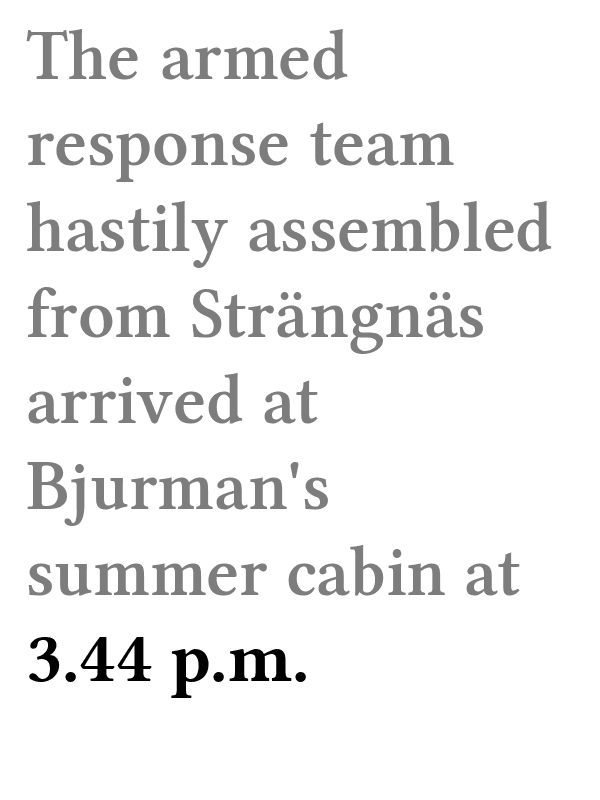 The armed
response team
hastily assembled
from Strängnäs
arrived at
Bjurman's
summer cabin at
3.44 p.m.